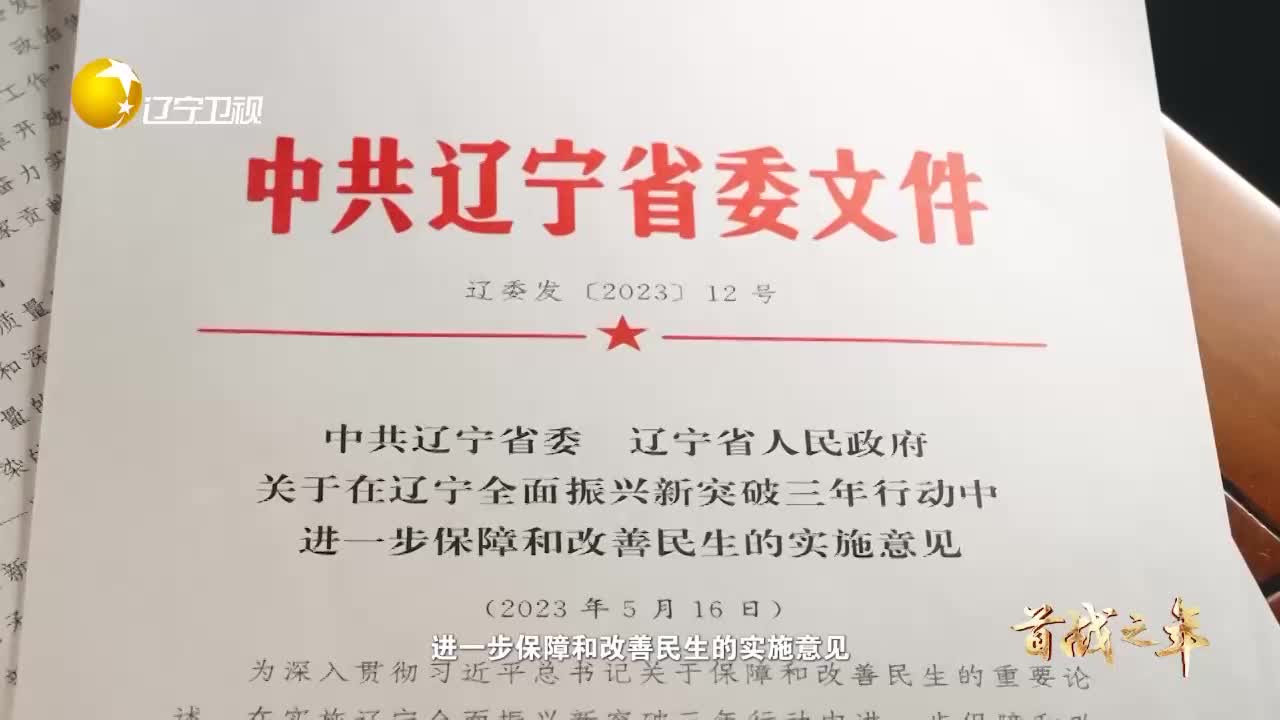 辽宁卫视
中共辽宁省委文件
辽委发〔2023〕12号
中共辽宁省委 辽宁省人民政府
关于在辽宁全面振兴新突破三年行动中
进一步保障和改善民生的实施意见
（2023年5月16日）
进一步保障和改善民生的实施意见
首战之年
为深入贯彻习近平总书记关于保障和改善民生的重要论
述，在实施辽宁全面振兴新突破三年行动中进一步保障和改